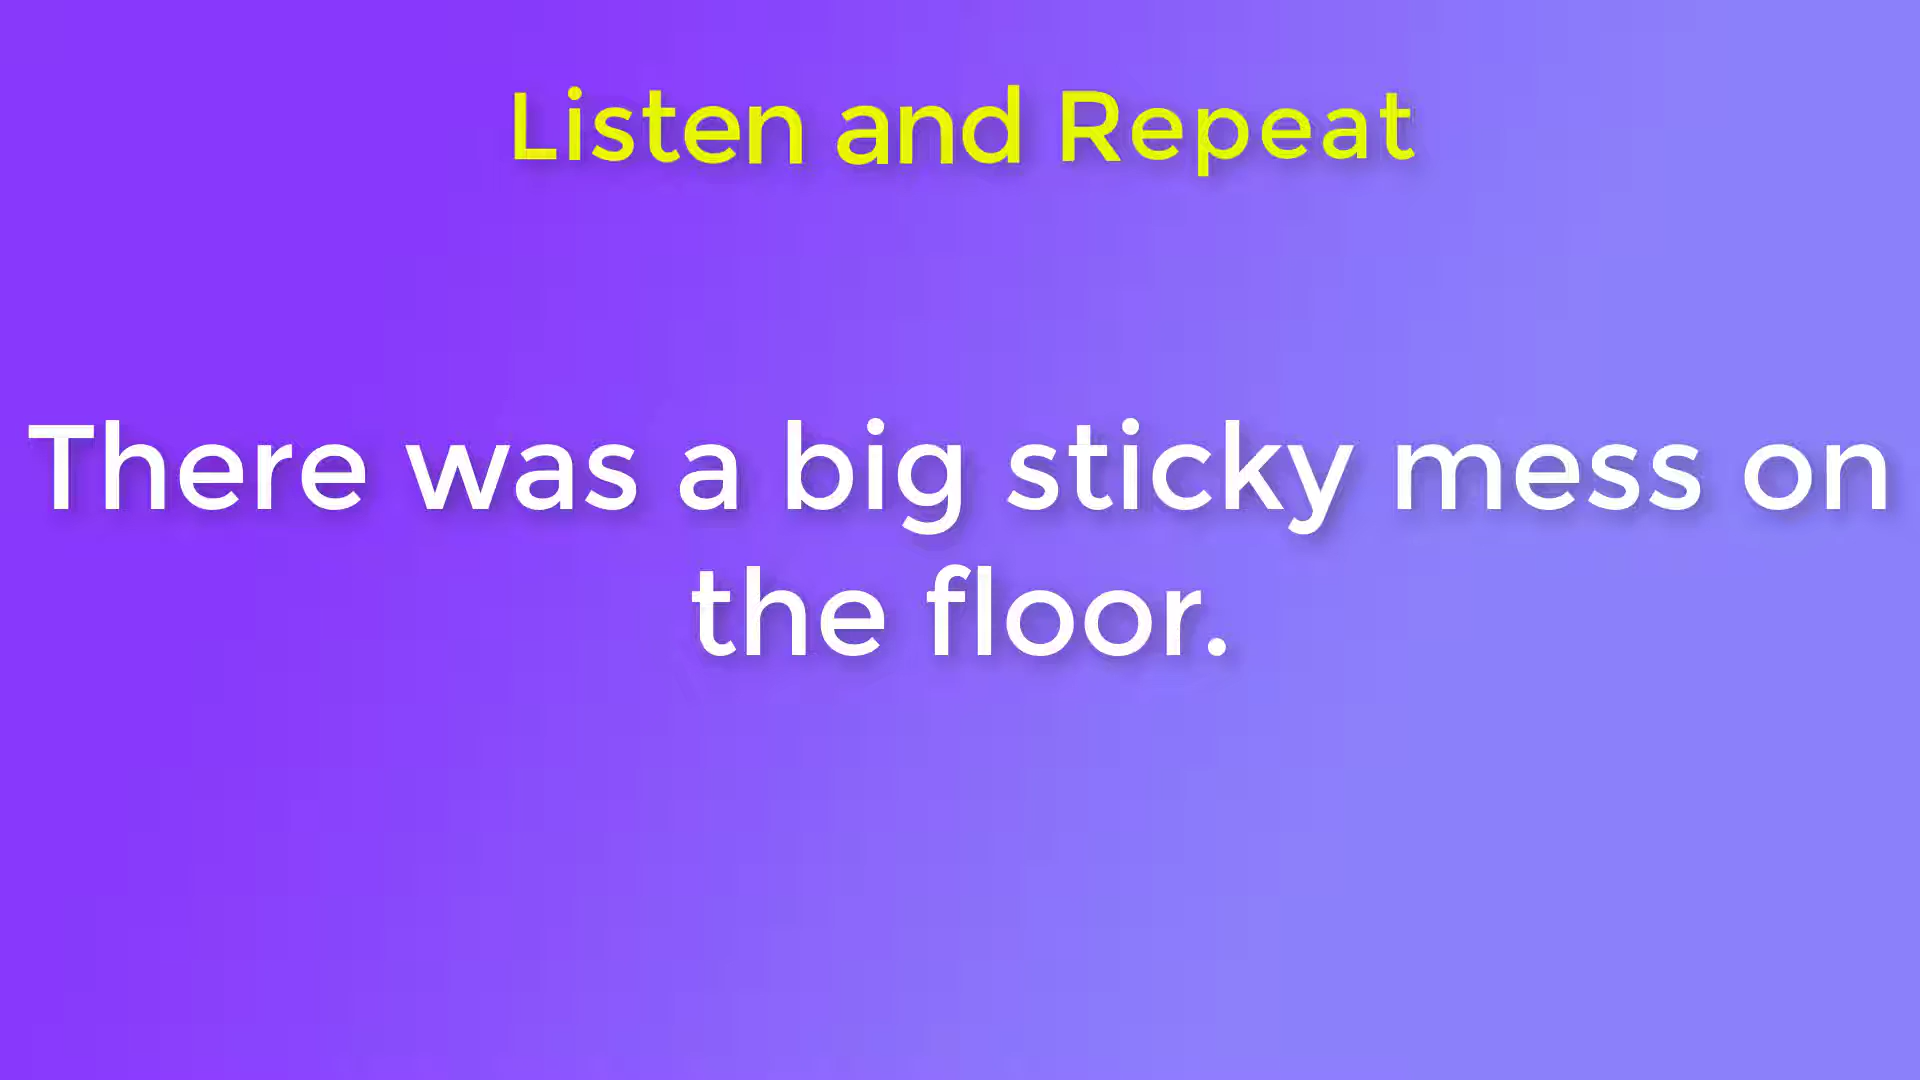 Listen and Repeat
There was a big sticky mess on
the floor.